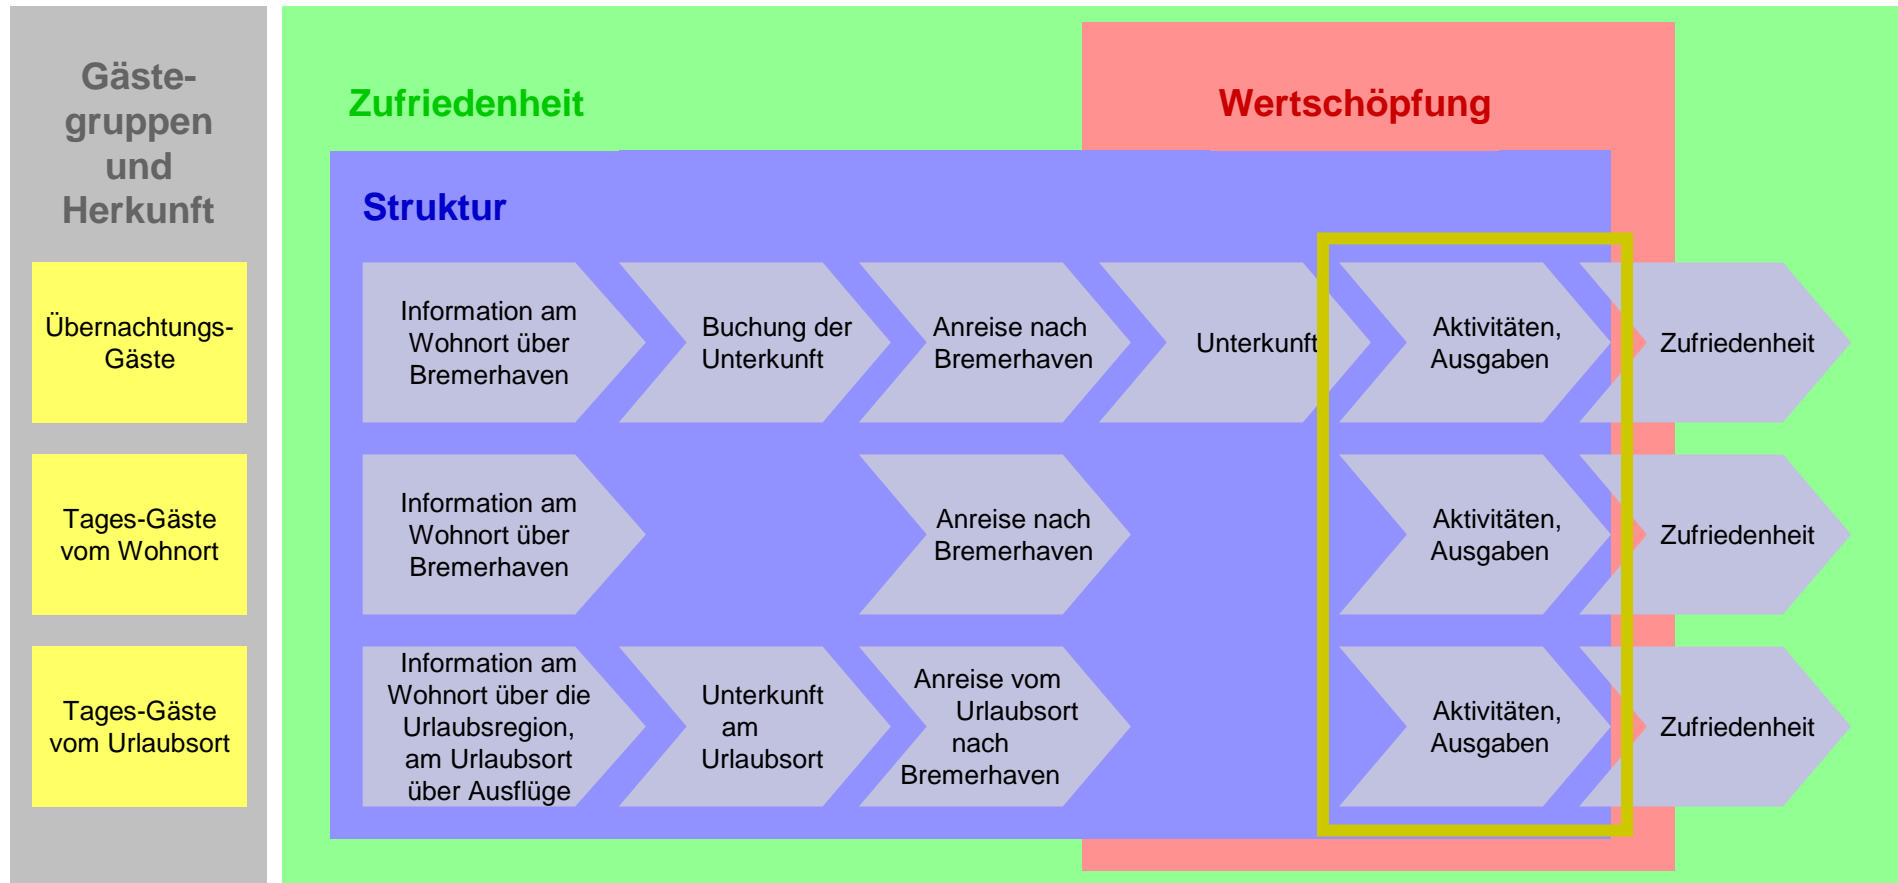 Gäste-
gruppen
und
Herkunft
Zufriedenheit
Wertschöpfung
Struktur
Übernachtungs-
Gäste
Information am
Wohnort über
Bremerhaven
Buchung der
Unterkunft
Anreise nach
Bremerhaven
Unterkunft
Aktivitäten,
Ausgaben
Zufriedenheit
Tages-Gäste
vom Wohnort
Information am
Wohnort über
Bremerhaven
Anreise nach
Bremerhaven
Aktivitäten,
Ausgaben
Zufriedenheit
Tages-Gäste
vom Urlaubsort
Information am
Wohnort über die
Urlaubsregion,
am Urlaubsort
über Ausflüge
Unterkunft
am
Urlaubsort
Anreise vom
Urlaubsort
nach
Bremerhaven
Aktivitäten,
Ausgaben
Zufriedenheit